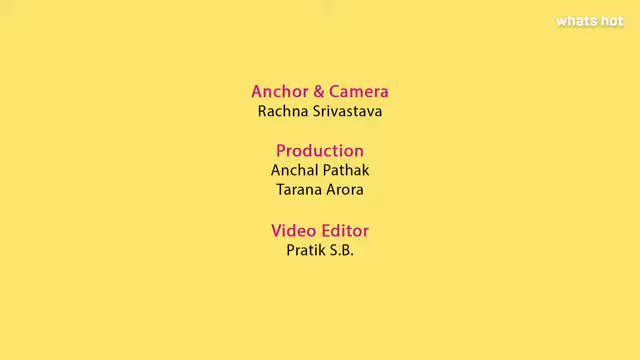 whats hot
Anchor & Camera
Rachna Srivastava
Production
Anchal Pathak
Tarana Arora
Video Editor
Pratik S.B.